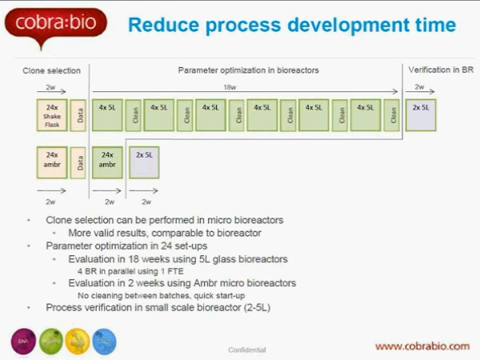 cobra:bio
Reduce process development time
Clone selection
Parameter optimization in bioreactors
Verification in BR
2w
18w
2w
24x Shake Flask
Data
4x 5L
Clean
4x 5L
Clean
4x 5L
Clean
4x 5L
Clean
4x 5L
Clean
4x 5L
Clean
2x 5L
24x ambr
Data
24x ambr
2x 5L
2w
2w
2w
• Clone selection can be performed in micro bioreactors
• More valid results, comparable to bioreactor
• Parameter optimization in 24 set-ups
• Evaluation in 18 weeks using 5L glass bioreactors
4 BR in parallel using 1 FTE
• Evaluation in 2 weeks using Ambr micro bioreactors
No cleaning between batches, quick start-up
• Process verification in small scale bioreactor (2-5L)
DNA
Confidential
www.cobrabio.com